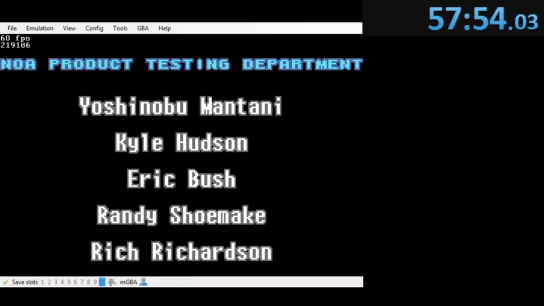 57:54.03
File Emulation View Config Tools GBA Help
60 fps
219186
NOA PRODUCT TESTING DEPARTMENT
Yoshinobu Mantani
Kyle Hudson
Eric Bush
Randy Shoemake
Rich Richardson
Save slots 1 2 3 4 5 6 7 8 9 mGBA